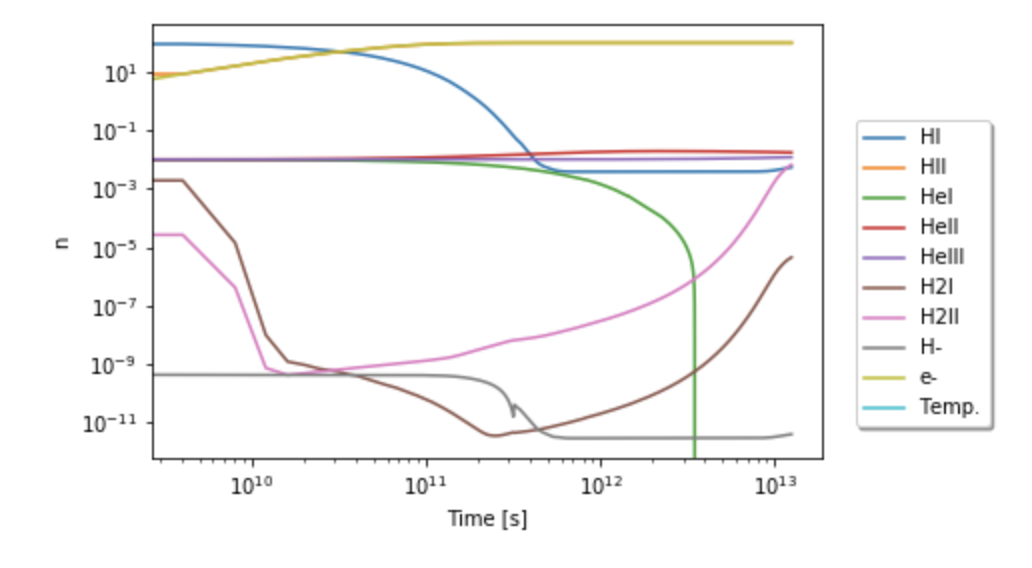 10¹
10⁻¹
10⁻³
10⁻⁵
10⁻⁷
10⁻⁹
10⁻¹¹
n
10¹⁰ 10¹¹ 10¹² 10¹³
Time [s]
HI
HII
HeI
HeII
HeIII
H2I
H2II
H-
e-
Temp.